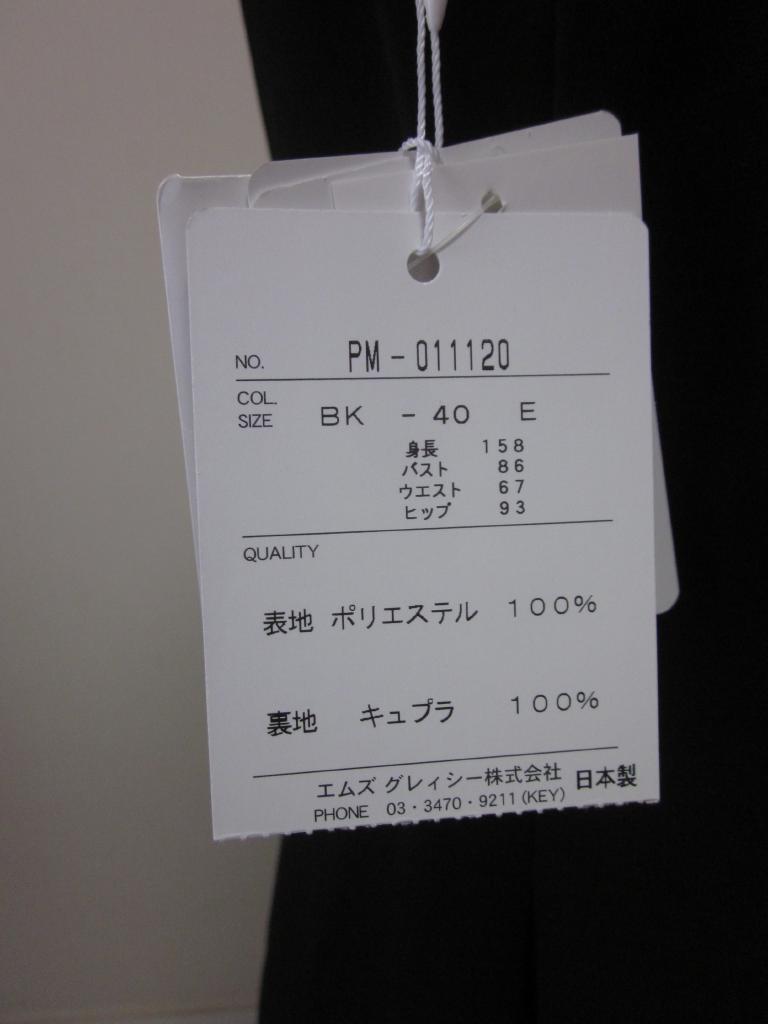 NO. PM-011120
COL.
SIZE BK - 40 E
身長 158
バスト 86
ウエスト 67
ヒップ 93
QUALITY
表地 ポリエステル 100%
裏地 キュプラ 100%
エムズ グレィシー株式会社 日本製
PHONE 03・3470・9211(KEY)